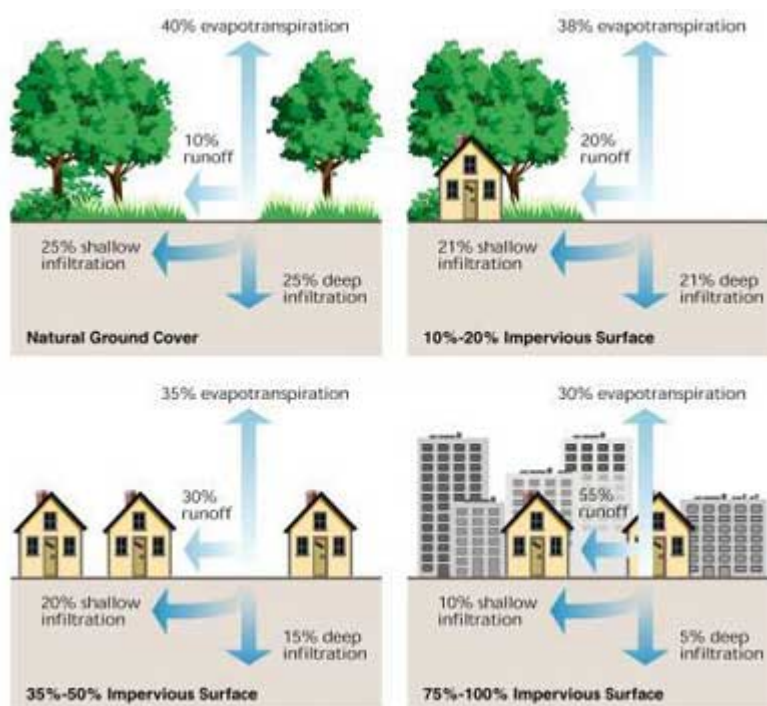 40% evapotranspiration
10%
runoff
25% shallow
infiltration
25% deep
infiltration
Natural Ground Cover
38% evapotranspiration
20%
runoff
21% shallow
infiltration
21% deep
infiltration
10%-20% Impervious Surface
35% evapotranspiration
30%
runoff
20% shallow
infiltration
15% deep
infiltration
35%-50% Impervious Surface
30% evapotranspiration
55%
runoff
10% shallow
infiltration
5% deep
infiltration
75%-100% Impervious Surface